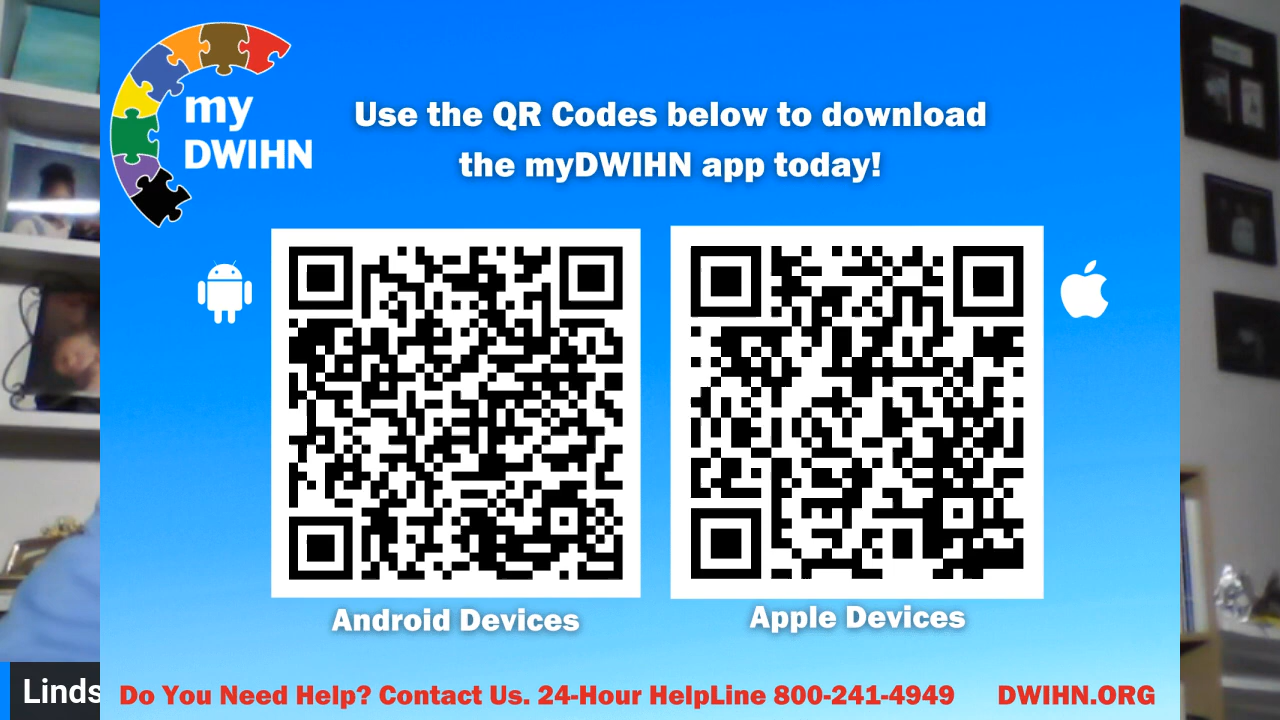 my
DWIHN
Use the QR Codes below to download
the myDWIHN app today!
Android Devices
Apple Devices
Linds
Do You Need Help? Contact Us. 24-Hour HelpLine 800-241-4949 DWIHN.ORG